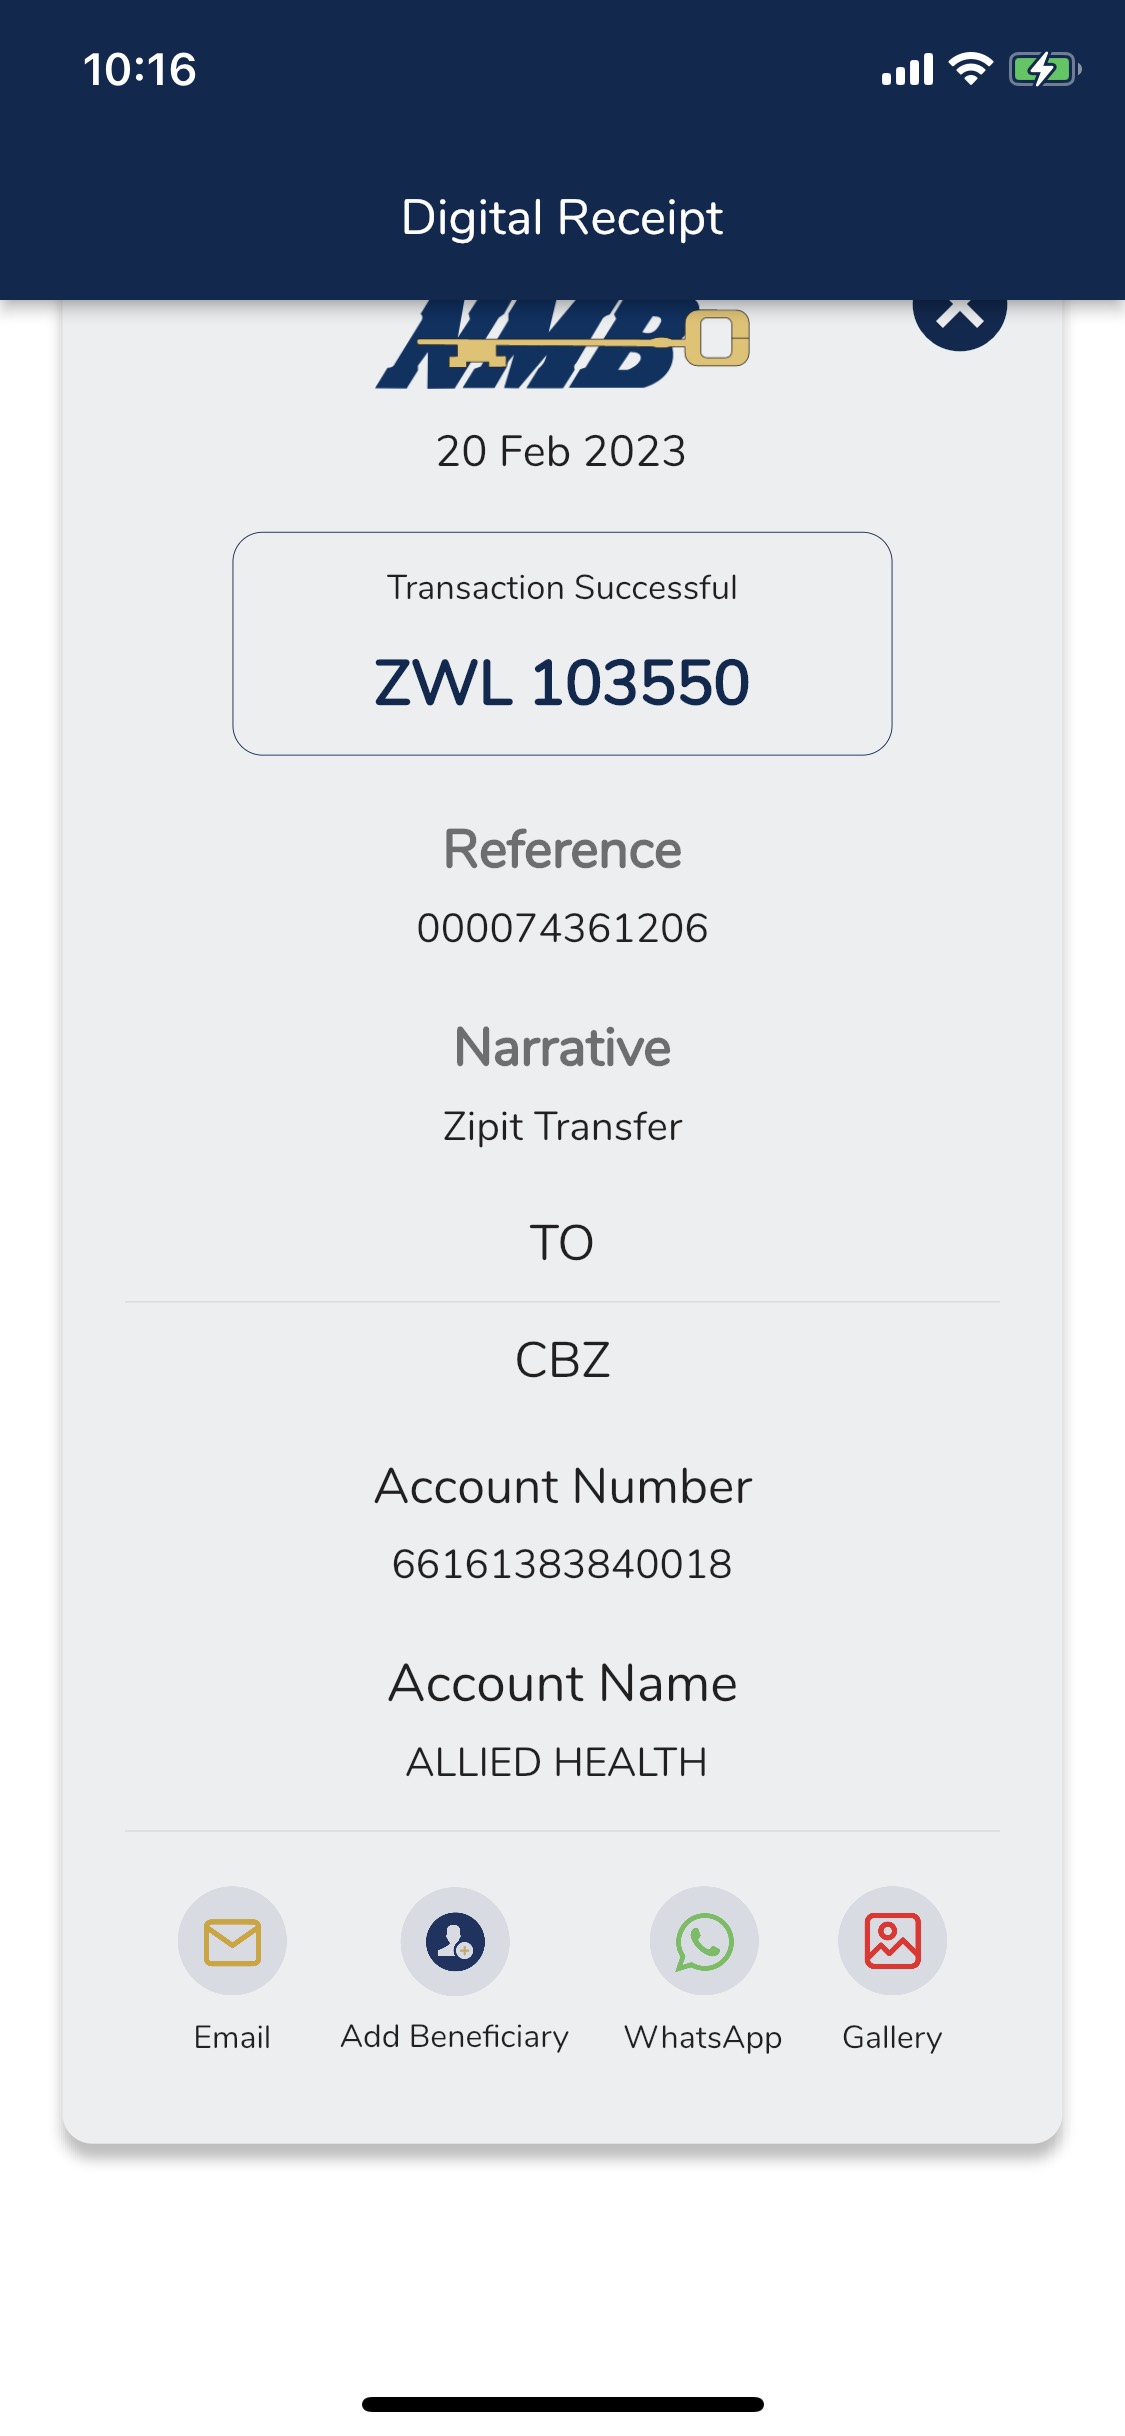 10:16
Digital Receipt
NMB
20 Feb 2023
Transaction Successful
ZWL 103550
Reference
000074361206
Narrative
Zipit Transfer
TO
CBZ
Account Number
66161383840018
Account Name
ALLIED HEALTH
Email
Add Beneficiary
WhatsApp
Gallery